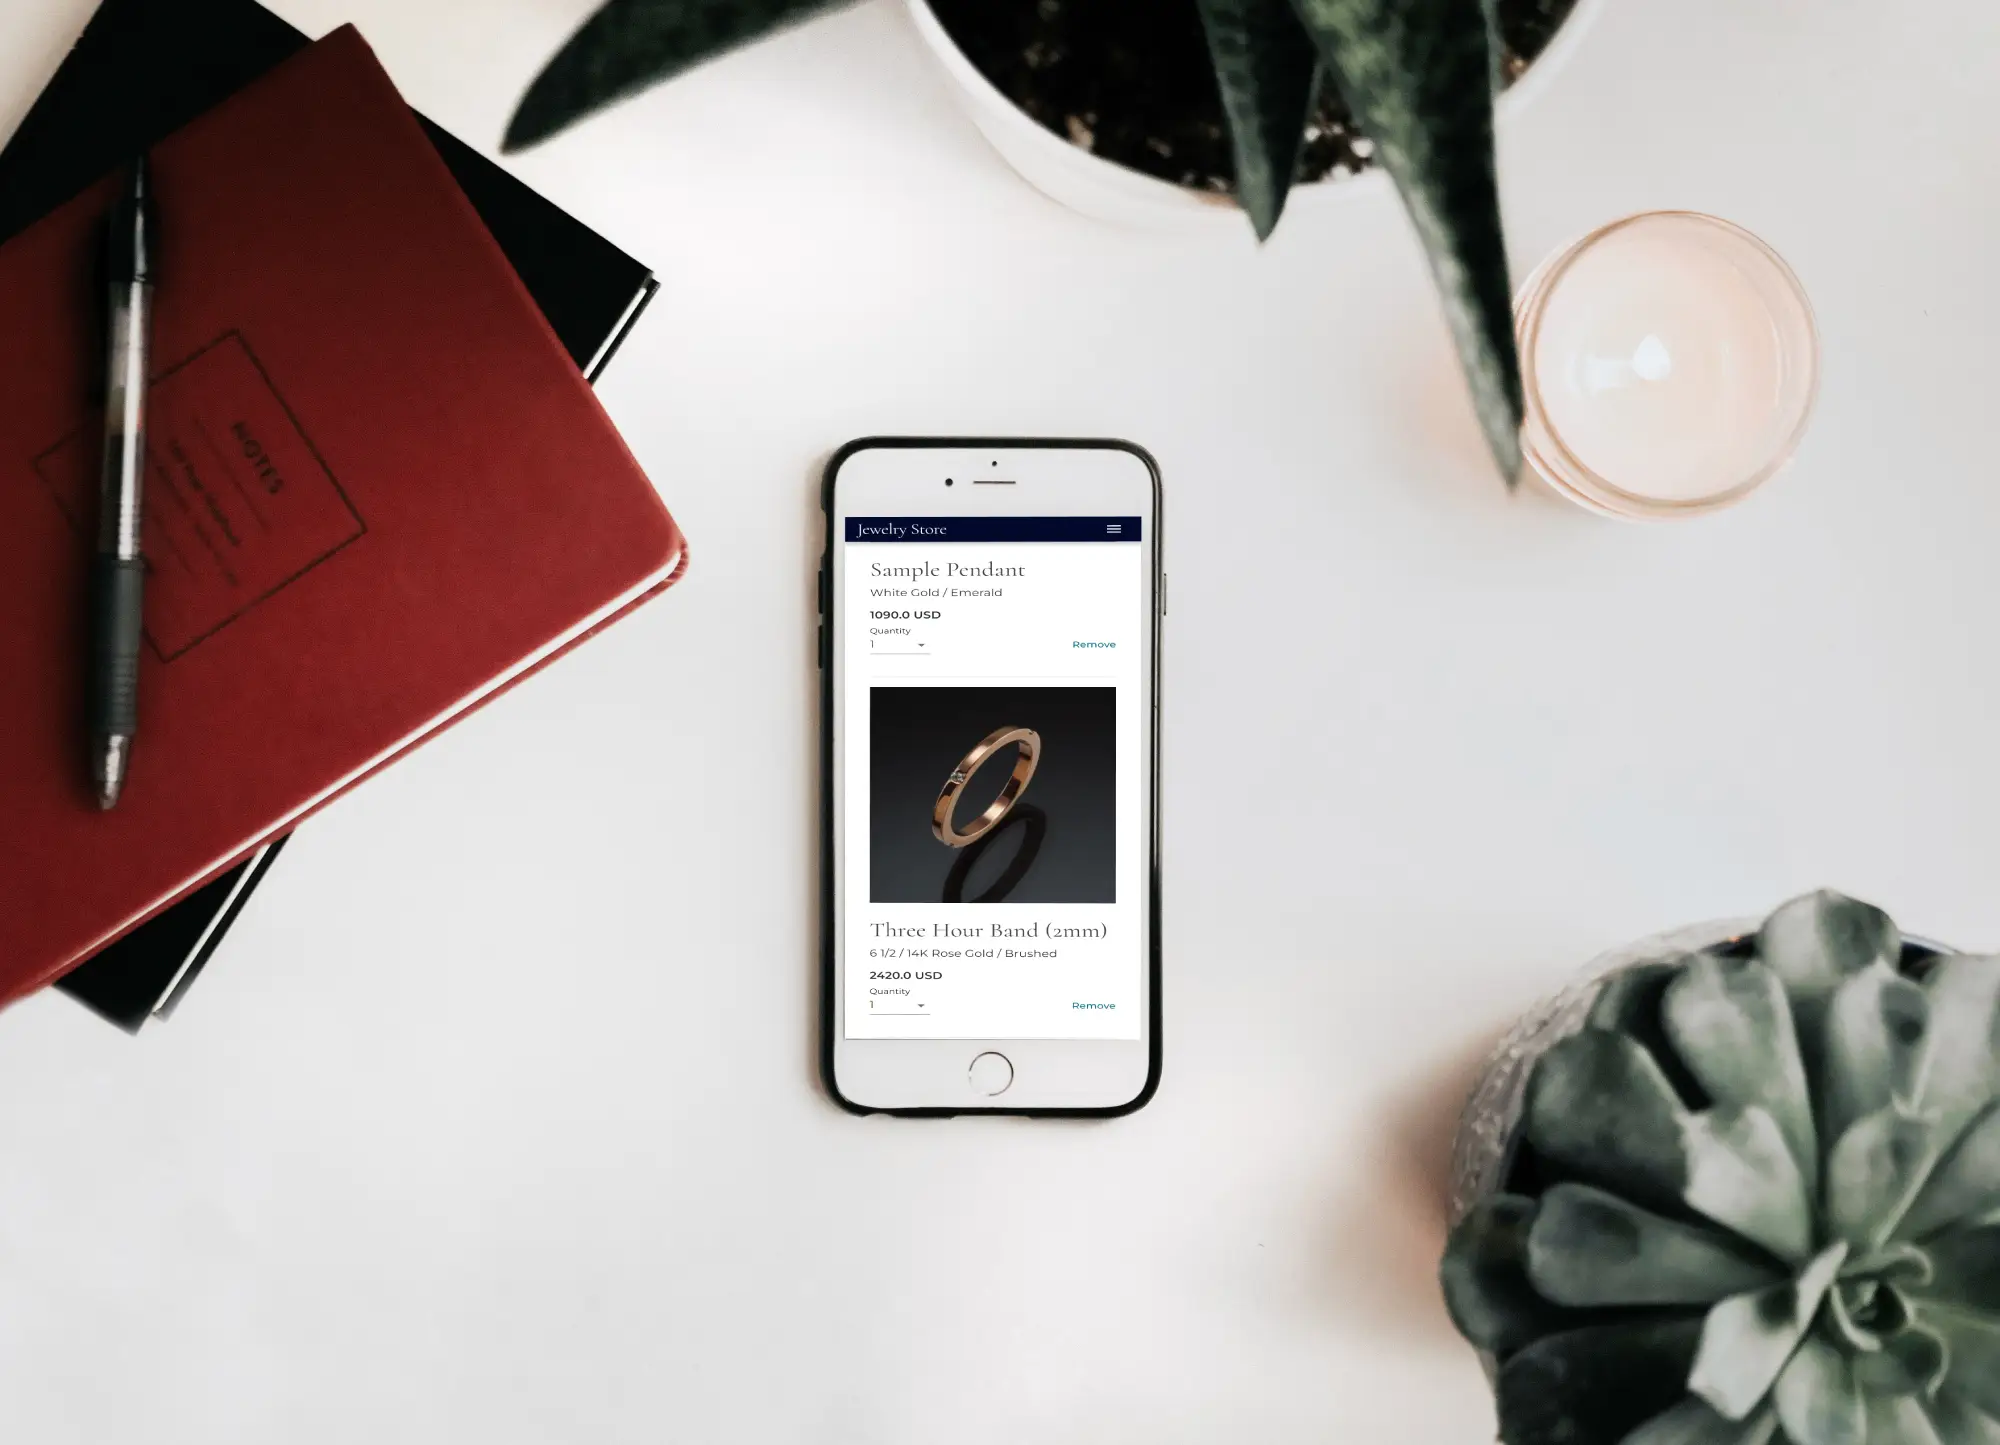 NOTES
Jewelry Store
Sample Pendant
White Gold / Emerald
1090.0 USD
Quantity
1
Remove
Three Hour Band (2mm)
6 1/2 / 14K Rose Gold / Brushed
2420.0 USD
Quantity
1
Remove